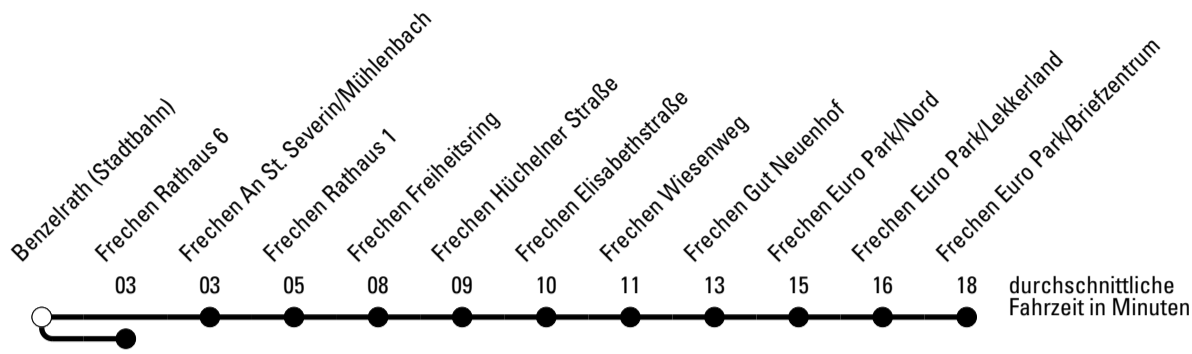 Benzelrath (Stadtbahn)
Frechen Rathaus 6
Frechen An St. Severin/Mühlenbach
Frechen Rathaus 1
Frechen Freiheitsring
Frechen Hüchelner Straße
Frechen Elisabethstraße
Frechen Wiesenweg
Frechen Gut Neuenhof
Frechen Euro Park/Nord
Frechen Euro Park/Lekkerland
Frechen Euro Park/Briefzentrum
03 03 05 08 09 10 11 13 15 16 18
durchschnittliche
Fahrzeit in Minuten